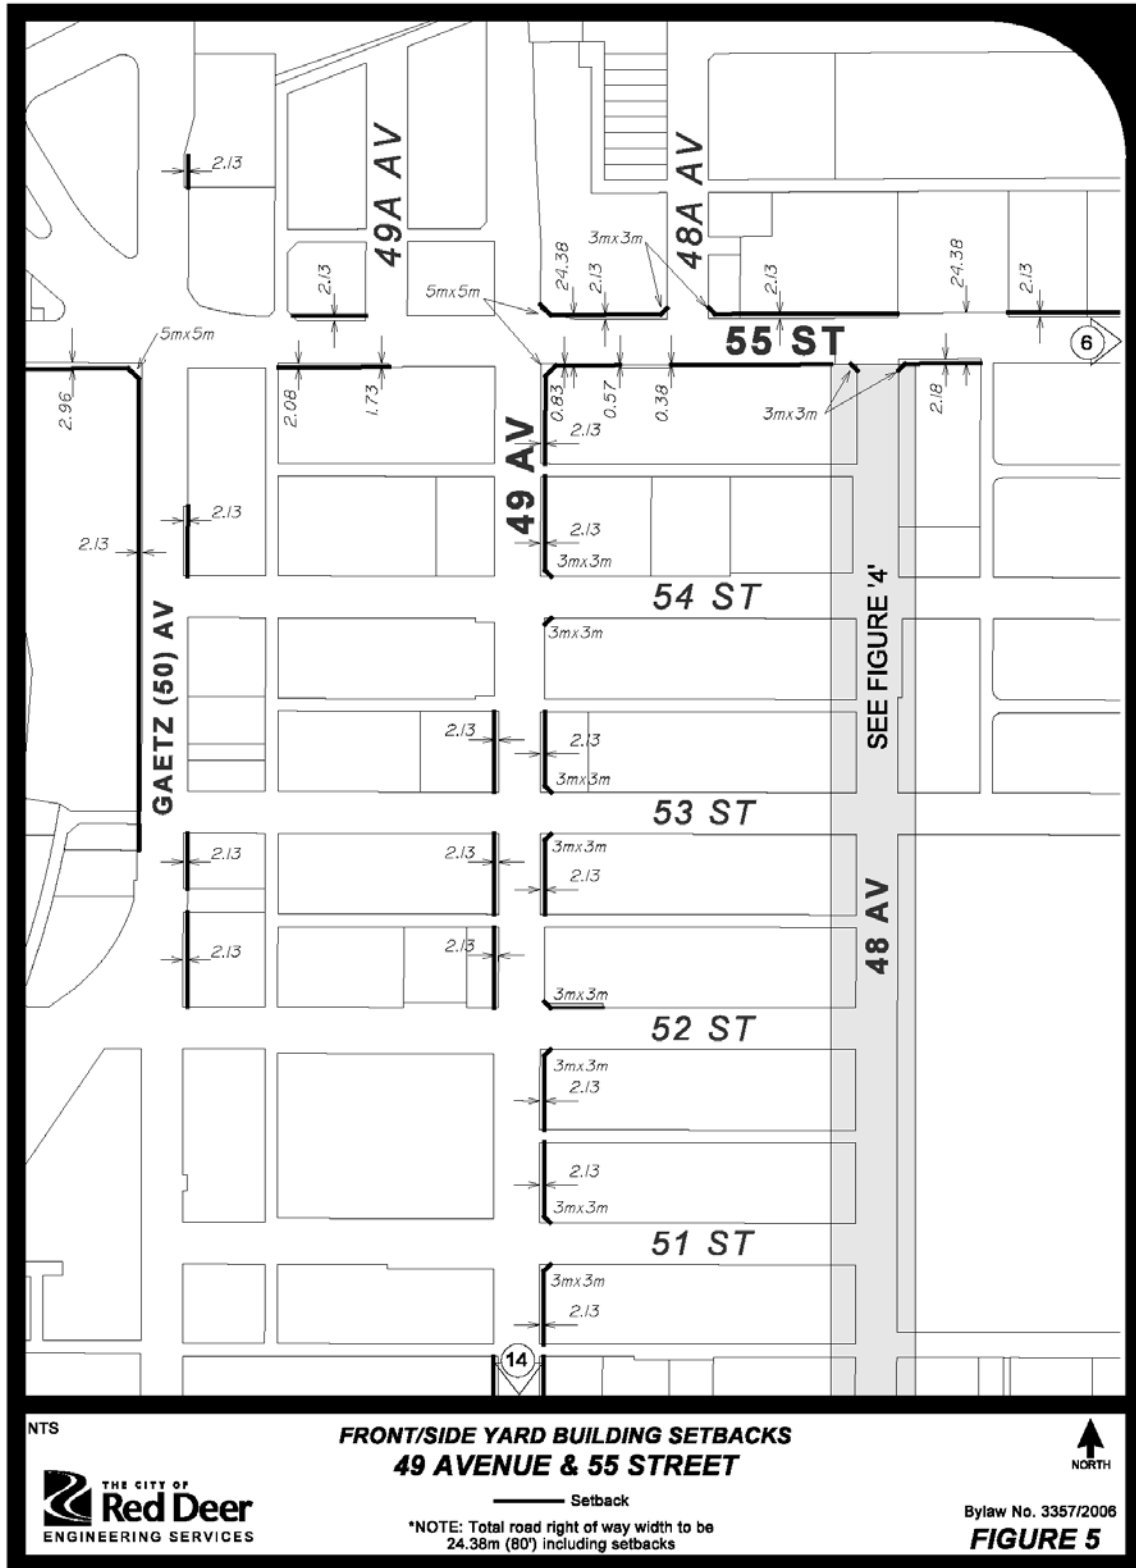 2.13
49A AV
48A AV
3mx3m
24.38
2.13
2.13
5mx5m
2.13
24.38
2.13
55 ST
6
5mx5m
2.96
2.08
1.73
0.83
0.57
0.38
3mx3m
2.18
2.13
49 AV
2.13
2.13
2.13
3mx3m
54 ST
3mx3m
SEE FIGURE '4'
GAETZ (50) AV
2.13
2.13
3mx3m
53 ST
2.13
2.13
3mx3m
2.13
48 AV
2.13
2.13
3mx3m
52 ST
3mx3m
2.13
2.13
3mx3m
51 ST
3mx3m
2.13
14
NTS
FRONT/SIDE YARD BUILDING SETBACKS
49 AVENUE & 55 STREET
NORTH
THE CITY OF
Red Deer
ENGINEERING SERVICES
Setback
*NOTE: Total road right of way width to be
24.38m (80') including setbacks
Bylaw No. 3357/2006
FIGURE 5